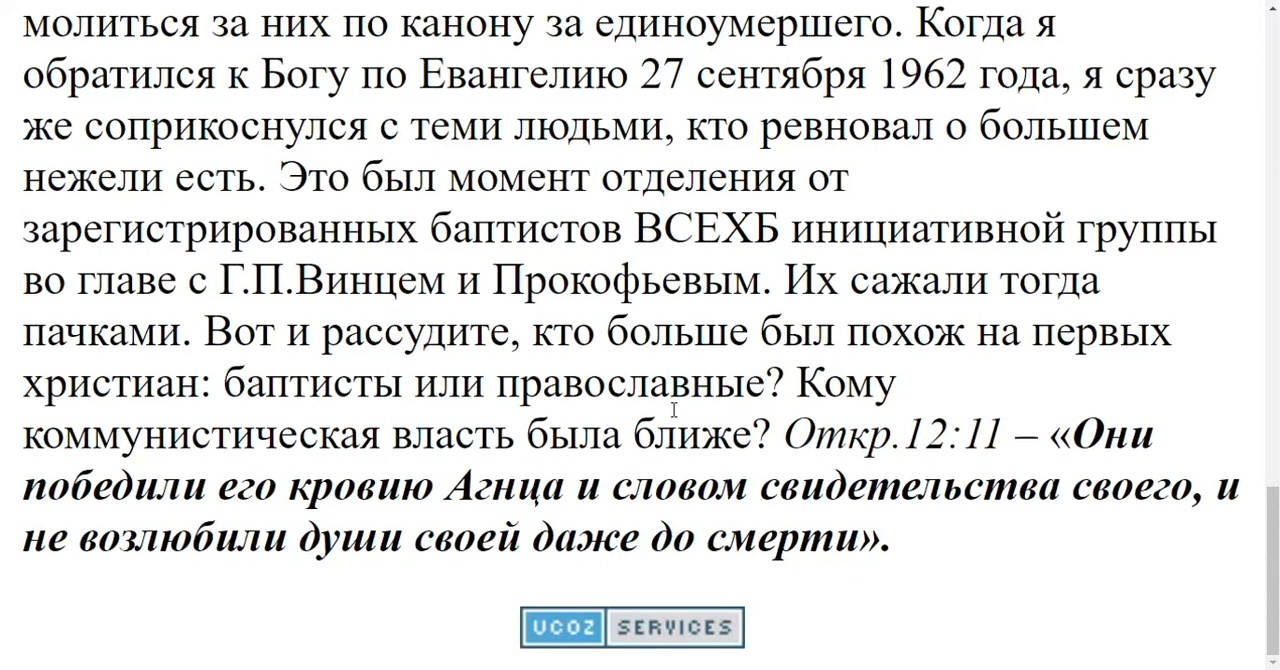 молиться за них по канону за единоумершего. Когда я
обратился к Богу по Евангелию 27 сентября 1962 года, я сразу
же соприкоснулся с теми людьми, кто ревновал о большем
нежели есть. Это был момент отделения от
зарегистрированных баптистов ВСЕХБ инициативной группы
во главе с Г.П.Винцем и Прокофьевым. Их сажали тогда
пачками. Вот и рассудите, кто больше был похож на первых
христиан: баптисты или православные? Кому
коммунистическая власть была ближе? Откр.12:11 – «Они
победили его кровию Агнца и словом свидетельства своего, и
не возлюбили души своей даже до смерти».
UCOZ SERVICES